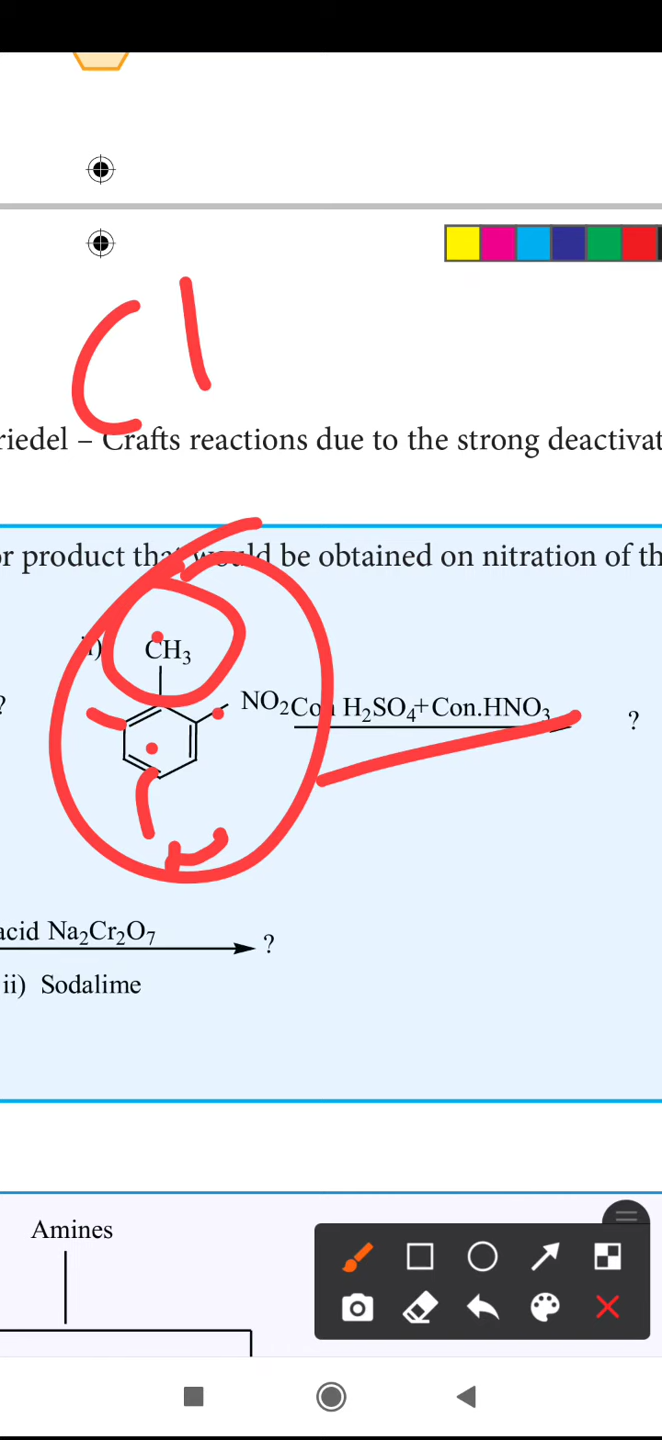 Cl
riedel – Crafts reactions due to the strong deactivat
or product that would be obtained on nitration of th
i) CH₃
NO₂ Con H₂SO₄+Con.HNO₃ ?
?
acid Na₂Cr₂O₇ ?
ii) Sodalime
Amines